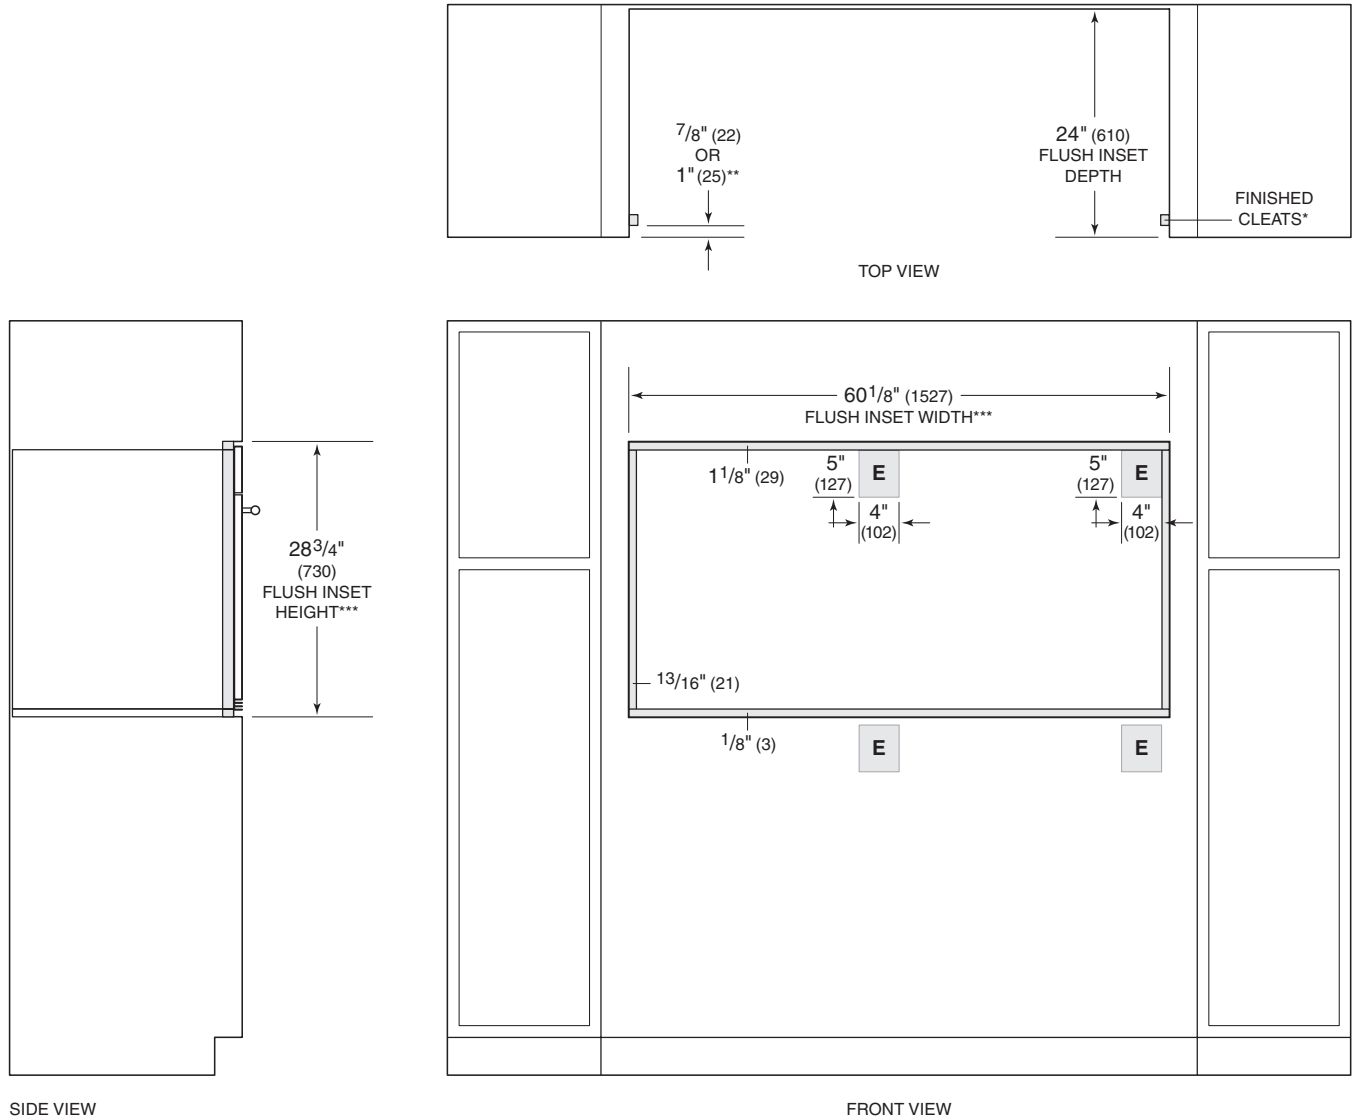 7/8" (22)
OR
1" (25)**
24" (610)
FLUSH INSET
DEPTH
FINISHED
CLEATS*
TOP VIEW
60 1/8" (1527)
FLUSH INSET WIDTH***
1 1/8" (29)
5"
(127)
E
4"
(102)
5"
(127)
E
4"
(102)
28 3/4"
(730)
FLUSH INSET
HEIGHT***
13/16" (21)
1/8" (3)
E
E
SIDE VIEW
FRONT VIEW